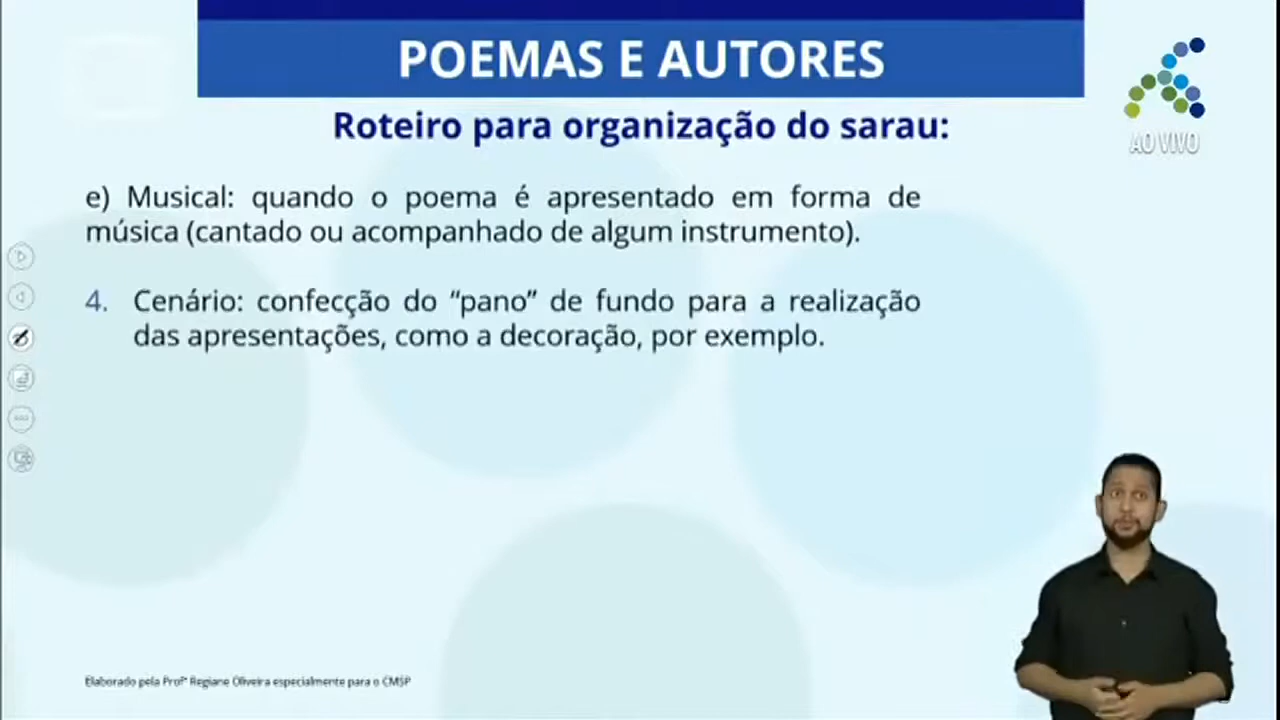 POEMAS E AUTORES
Roteiro para organização do sarau:
AO VIVO
e) Musical: quando o poema é apresentado em forma de
música (cantado ou acompanhado de algum instrumento).
4. Cenário: confecção do “pano” de fundo para a realização
das apresentações, como a decoração, por exemplo.
Elaborado pela Profª Regiane Oliveira especialmente para o CMSP